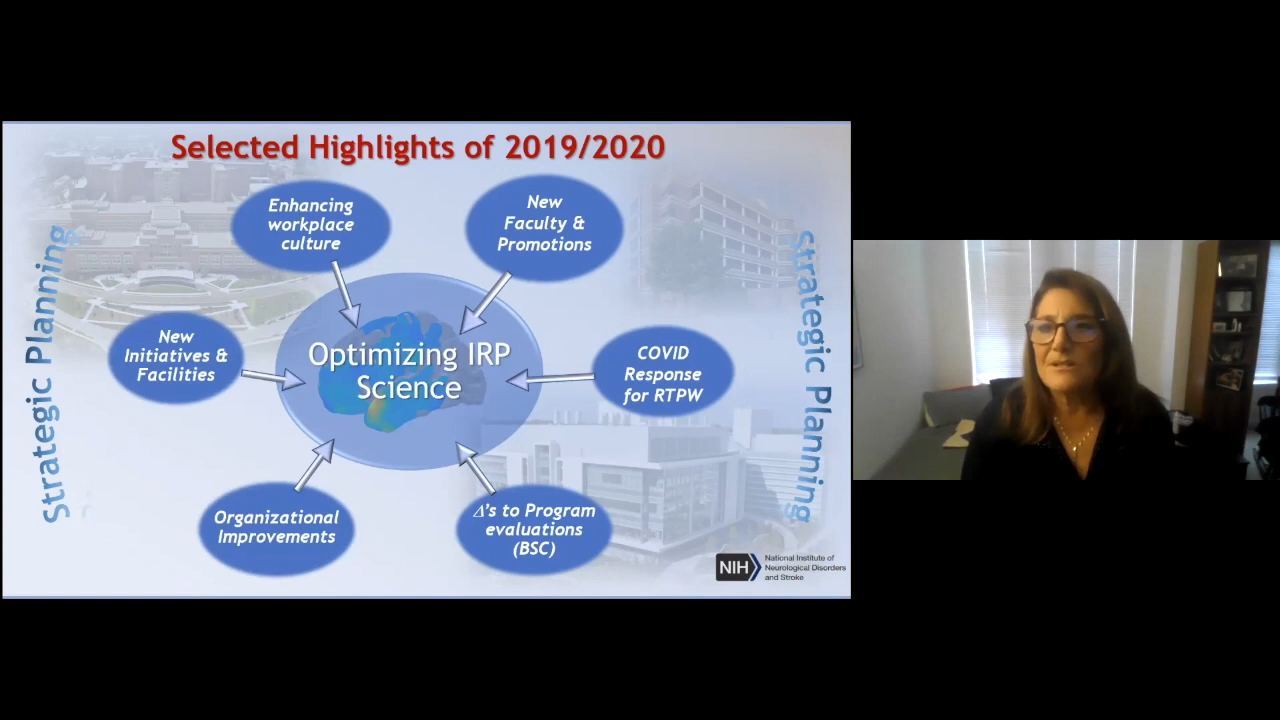 Selected Highlights of 2019/2020
Enhancing
workplace
culture
New
Faculty &
Promotions
Strategic Planning
Strategic Planning
New
Initiatives &
Facilities
Optimizing IRP
Science
COVID
Response
for RTPW
Organizational
Improvements
Δ's to Program
evaluations
(BSC)
NIH
National Institute of
Neurological Disorders
and Stroke